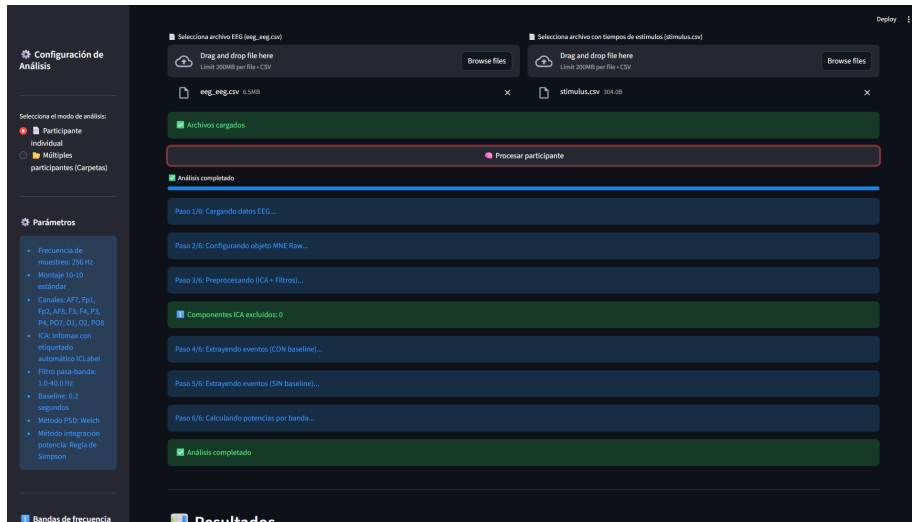 Deploy
Configuración de
Análisis
Selecciona el modo de análisis:
Participante
individual
Múltiples
participantes (Carpetas)
Parámetros
Frecuencia de
muestreo: 256 Hz
Montaje 10-10
estándar
Canales: AF7, Fp1,
Fp2, AF8, F3, F4, P3,
P4, PO7, O1, O2, PO8
ICA: Infomax con
etiquetado
automático ICLabel
Filtro pasa-banda:
1.0-40.0 Hz
Baseline: 0.2
segundos
Método PSD: Welch
Método integración
potencia: Regla de
Simpson
Bandas de frecuencia
Selecciona archivo EEG (eeg_eeg.csv)
Drag and drop file here
Limit 200MB per file • CSV
Browse files
eeg_eeg.csv 6.5MB
Selecciona archivo con tiempos de estímulos (stimulus.csv)
Drag and drop file here
Limit 200MB per file • CSV
Browse files
stimulus.csv 304.0B
Archivos cargados
Procesar participante
Análisis completado
Paso 1/6: Cargando datos EEG...
Paso 2/6: Configurando objeto MNE Raw...
Paso 3/6: Preprocesando (ICA + Filtros)...
Componentes ICA excluidos: 0
Paso 4/6: Extrayendo eventos (CON baseline)...
Paso 5/6: Extrayendo eventos (SIN baseline)...
Paso 6/6: Calculando potencias por banda...
Análisis completado
Resultados